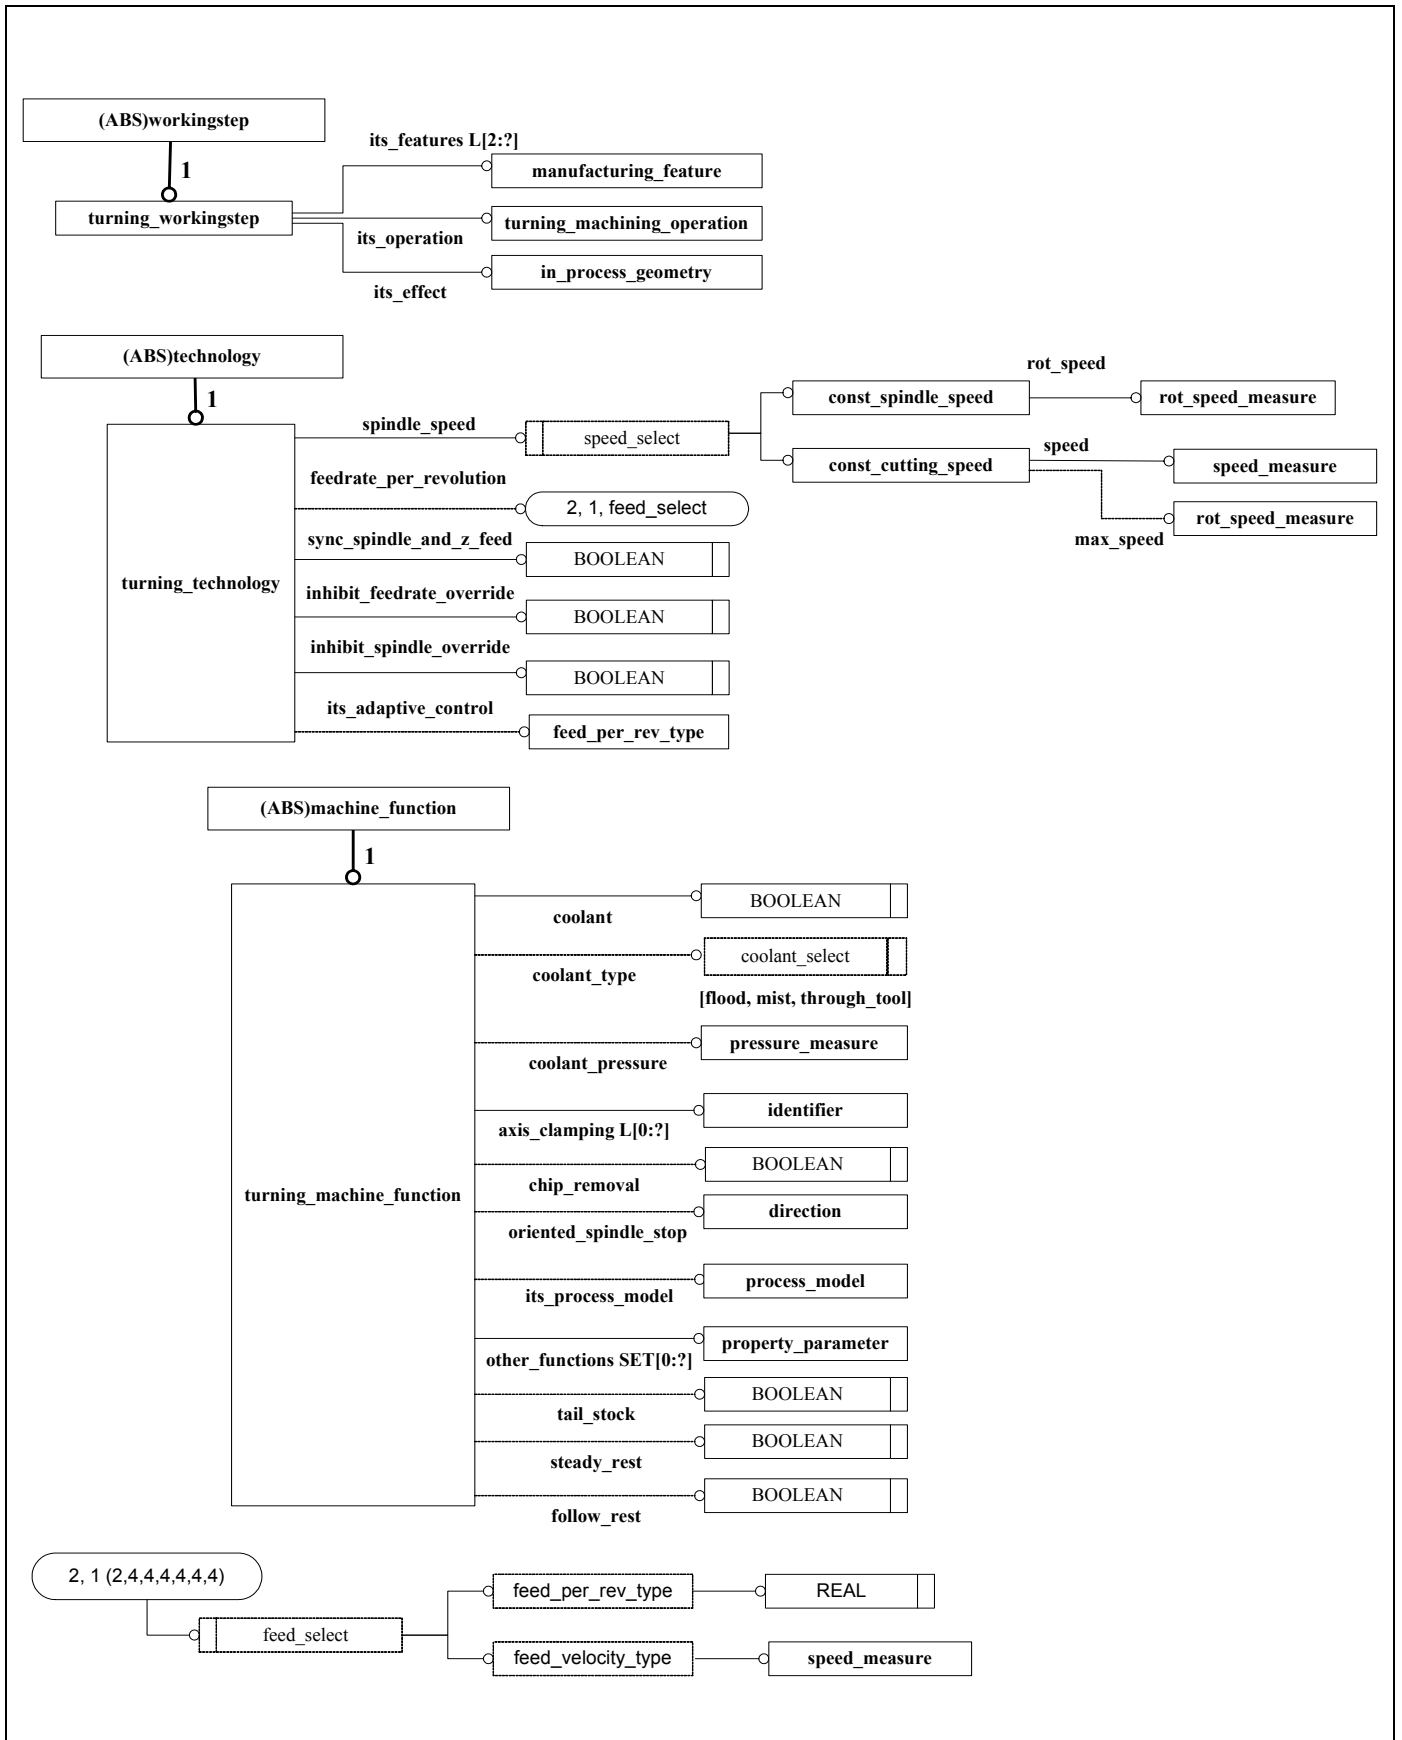 (ABS)workingstep
1
its_features L[2:?]
manufacturing_feature
turning_workingstep
turning_machining_operation
its_operation
in_process_geometry
its_effect
(ABS)technology
1
rot_speed
const_spindle_speed
rot_speed_measure
spindle_speed
speed_select
speed
const_cutting_speed
speed_measure
feedrate_per_revolution
2, 1, feed_select
rot_speed_measure
max_speed
sync_spindle_and_z_feed
BOOLEAN
turning_technology
inhibit_feedrate_override
BOOLEAN
inhibit_spindle_override
BOOLEAN
its_adaptive_control
feed_per_rev_type
(ABS)machine_function
1
BOOLEAN
coolant
coolant_select
coolant_type
[flood, mist, through_tool]
pressure_measure
coolant_pressure
identifier
axis_clamping L[0:?]
BOOLEAN
chip_removal
turning_machine_function
direction
oriented_spindle_stop
process_model
its_process_model
property_parameter
other_functions SET[0:?]
BOOLEAN
tail_stock
BOOLEAN
steady_rest
BOOLEAN
follow_rest
2, 1 (2,4,4,4,4,4,4)
feed_per_rev_type
REAL
feed_select
feed_velocity_type
speed_measure